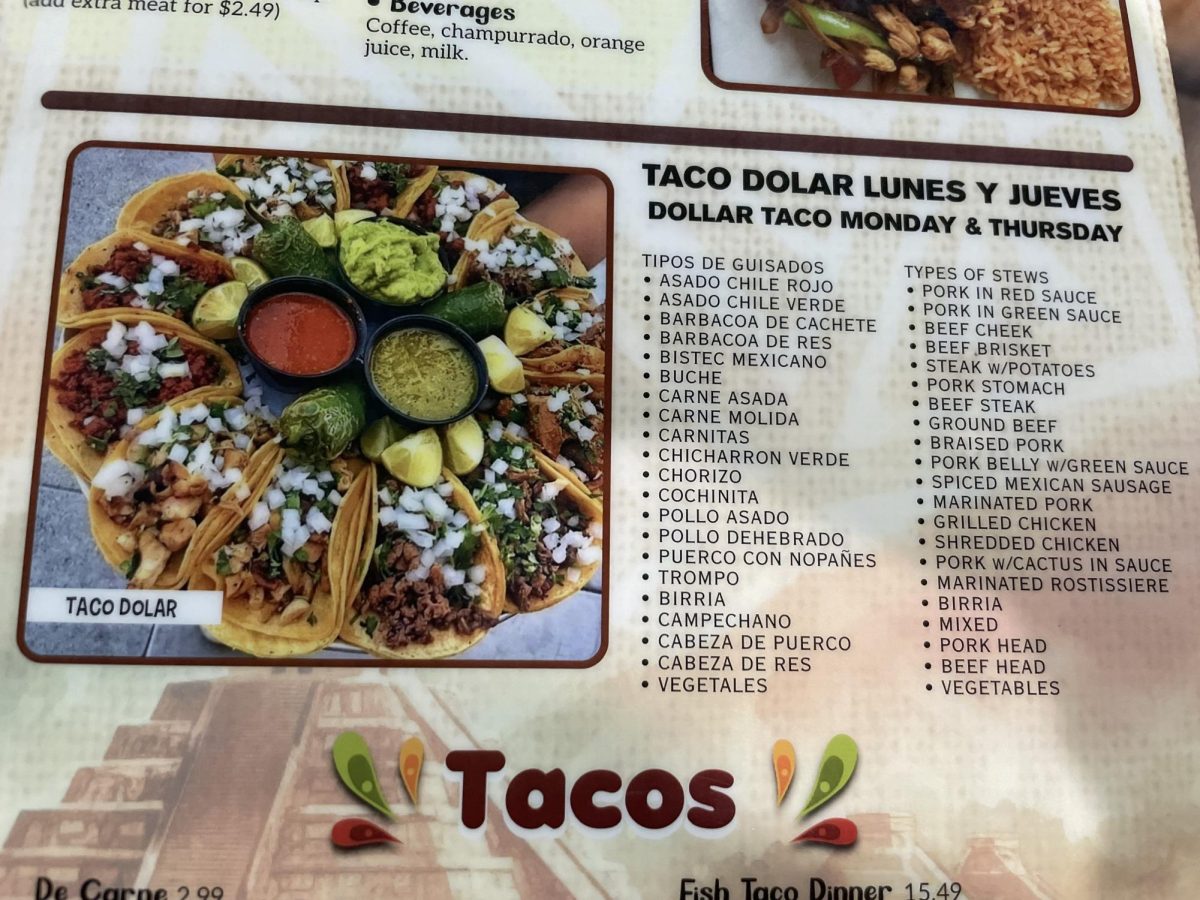 (add extra meat for $2.49)
• Beverages
Coffee, champurrado, orange
juice, milk.
TACO DOLAR
TACO DOLAR LUNES Y JUEVES
DOLLAR TACO MONDAY & THURSDAY
TIPOS DE GUISADOS
• ASADO CHILE ROJO
• ASADO CHILE VERDE
• BARBACOA DE CACHETE
• BARBACOA DE RES
• BISTEC MEXICANO
• BUCHE
• CARNE ASADA
• CARNE MOLIDA
• CARNITAS
• CHICHARRON VERDE
• CHORIZO
• COCHINITA
• POLLO ASADO
• POLLO DEHEBRADO
• PUERCO CON NOPAÑES
• TROMPO
• BIRRIA
• CAMPECHANO
• CABEZA DE PUERCO
• CABEZA DE RES
• VEGETALES
TYPES OF STEWS
• PORK IN RED SAUCE
• PORK IN GREEN SAUCE
• BEEF CHEEK
• BEEF BRISKET
• STEAK W/POTATOES
• PORK STOMACH
• BEEF STEAK
• GROUND BEEF
• BRAISED PORK
• PORK BELLY W/GREEN SAUCE
• SPICED MEXICAN SAUSAGE
• MARINATED PORK
• GRILLED CHICKEN
• SHREDDED CHICKEN
• PORK W/CACTUS IN SAUCE
• MARINATED ROSTISSIERE
• BIRRIA
• MIXED
• PORK HEAD
• BEEF HEAD
• VEGETABLES
Tacos
De Carne 2.99
Fish Taco Dinner 15.49